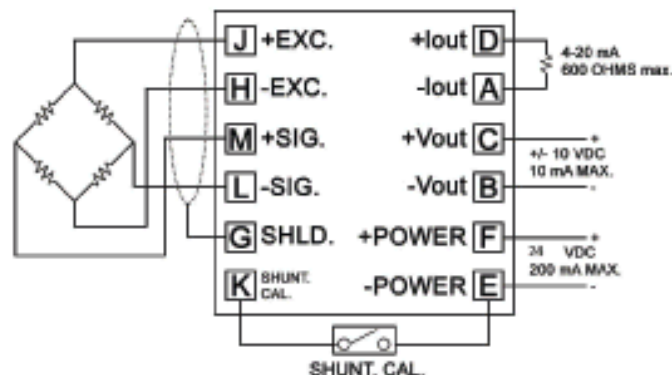 J +EXC.
H -EXC.
M +SIG.
L -SIG.
G SHLD.
K SHUNT.
CAL.
+Iout D
-Iout A
+Vout C
-Vout B
+POWER F
-POWER E
4-20 mA
600 OHMS max.
+
+/- 10 VDC
10 mA MAX.
-
+
24 VDC
200 mA MAX.
-
SHUNT. CAL.